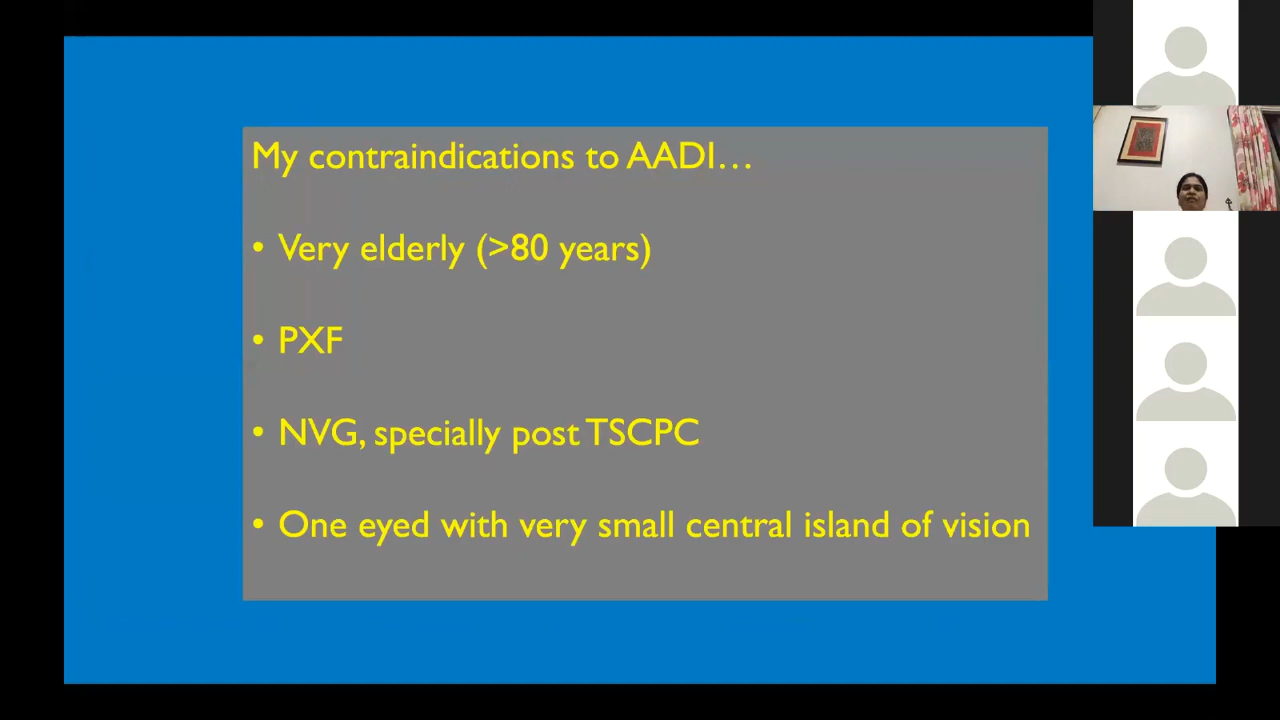 My contraindications to AADI…
• Very elderly (>80 years)
• PXF
• NVG, specially post TSCPC
• One eyed with very small central island of vision